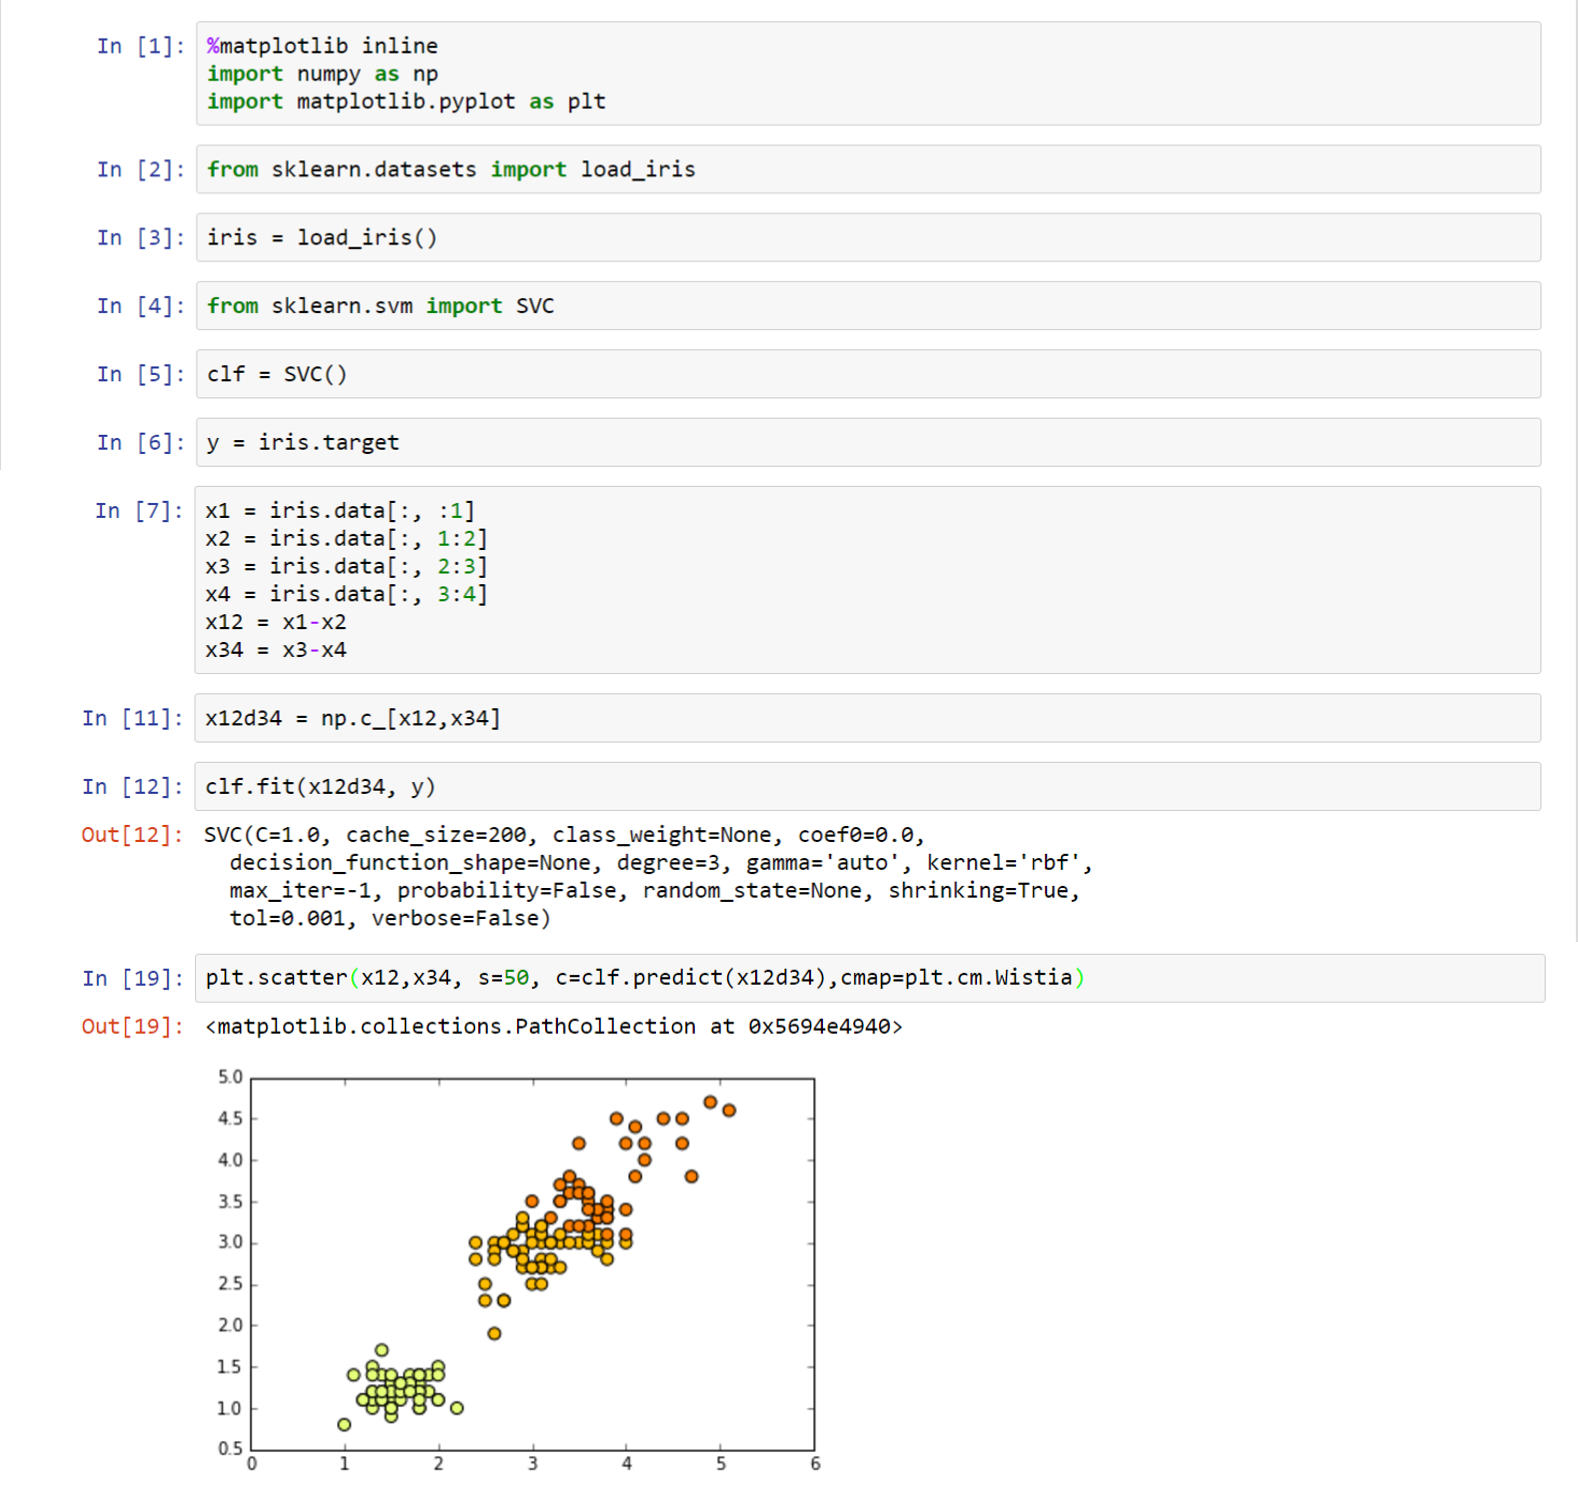 In [1]: %matplotlib inline
import numpy as np
import matplotlib.pyplot as plt
In [2]: from sklearn.datasets import load_iris
In [3]: iris = load_iris()
In [4]: from sklearn.svm import SVC
In [5]: clf = SVC()
In [6]: y = iris.target
In [7]: x1 = iris.data[:, :1]
x2 = iris.data[:, 1:2]
x3 = iris.data[:, 2:3]
x4 = iris.data[:, 3:4]
x12 = x1-x2
x34 = x3-x4
In [11]: x12d34 = np.c_[x12,x34]
In [12]: clf.fit(x12d34, y)
Out[12]: SVC(C=1.0, cache_size=200, class_weight=None, coef0=0.0,
decision_function_shape=None, degree=3, gamma='auto', kernel='rbf',
max_iter=-1, probability=False, random_state=None, shrinking=True,
tol=0.001, verbose=False)
In [19]: plt.scatter(x12,x34, s=50, c=clf.predict(x12d34),cmap=plt.cm.Wistia)
Out[19]: <matplotlib.collections.PathCollection at 0x5694e4940>
5.0
4.5
4.0
3.5
3.0
2.5
2.0
1.5
1.0
0.5
0 1 2 3 4 5 6